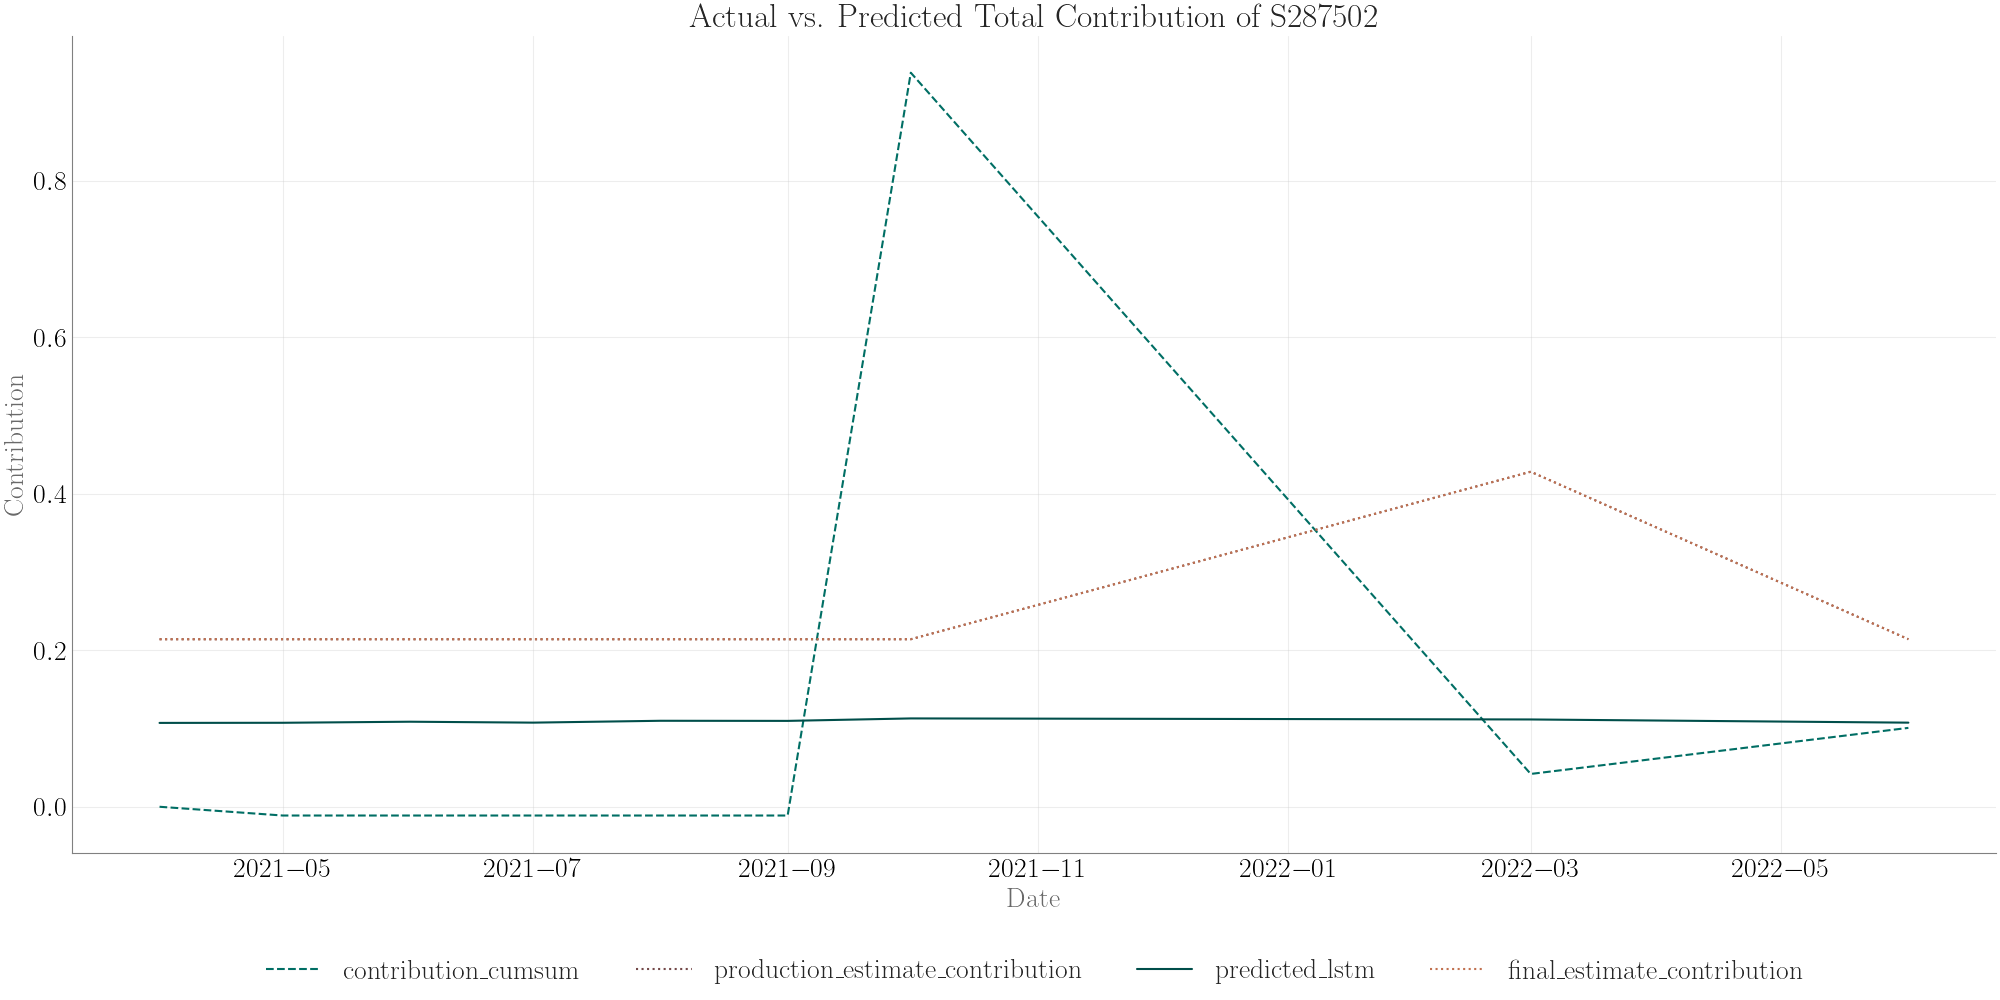 Actual vs. Predicted Total Contribution of S287502
Contribution
0.8
0.6
0.4
0.2
0.0
2021−05 2021−07 2021−09 2021−11 2022−01 2022−03 2022−05
Date
contribution_cumsum production_estimate_contribution predicted_lstm final_estimate_contribution